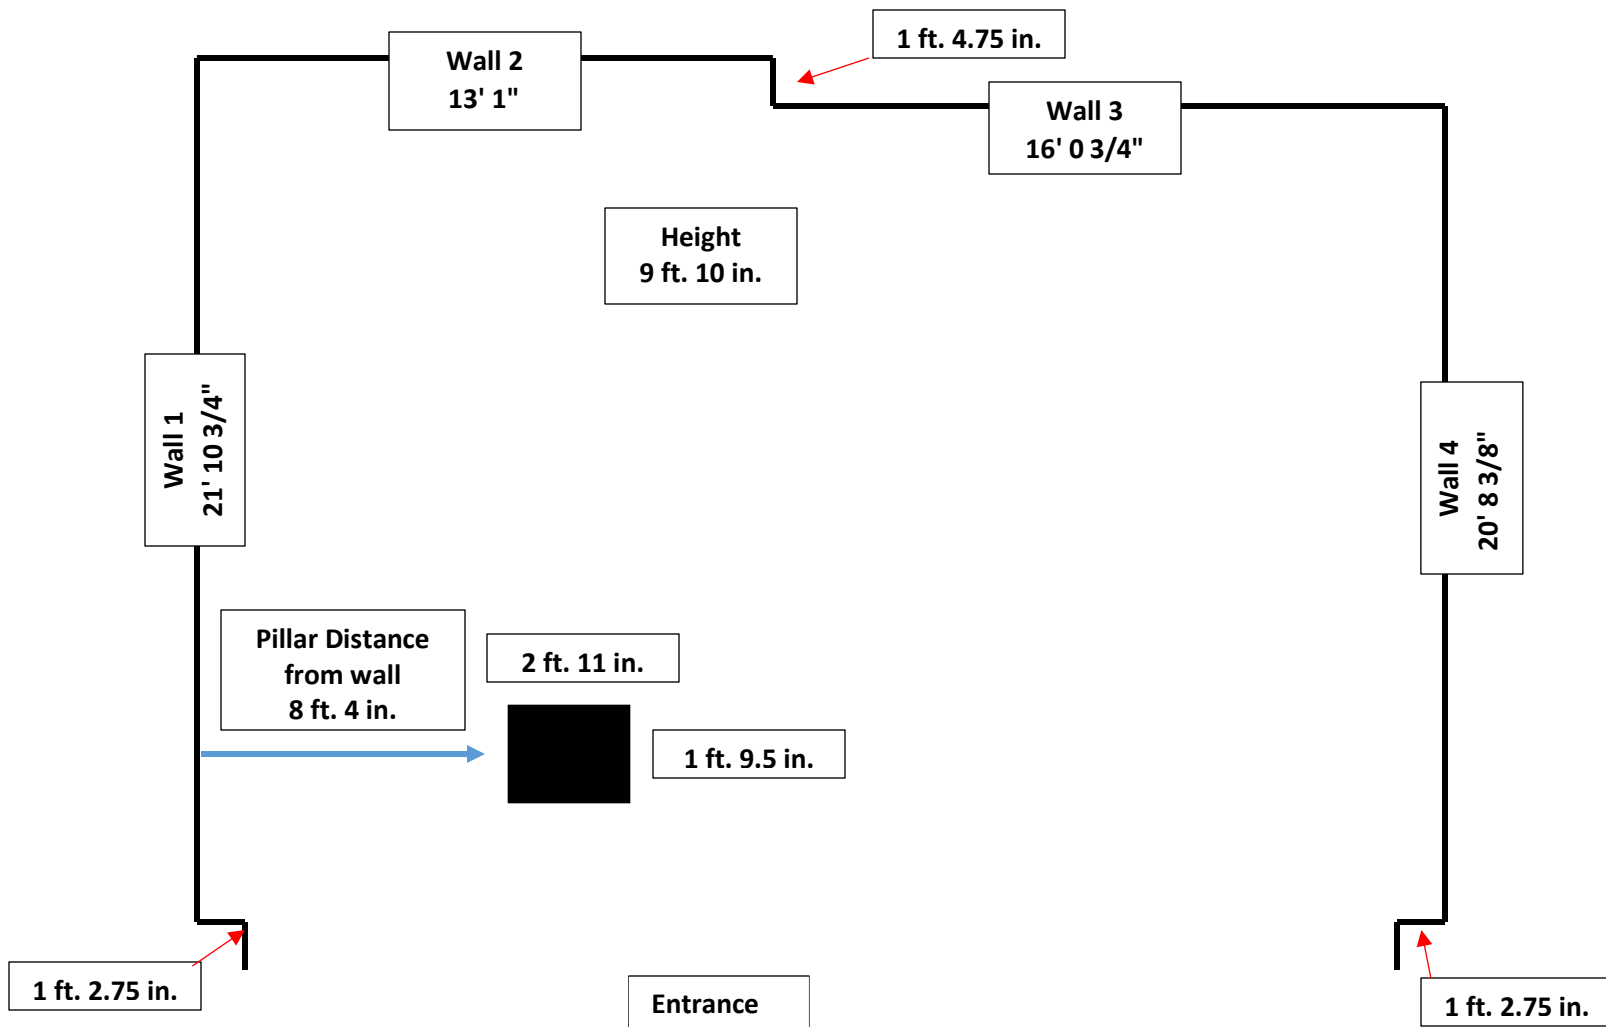 Wall 2
13' 1"
1 ft. 4.75 in.
Wall 3
16' 0 3/4"
Height
9 ft. 10 in.
Wall 1
21' 10 3/4"
Wall 4
20' 8 3/8"
Pillar Distance
from wall
8 ft. 4 in.
2 ft. 11 in.
1 ft. 9.5 in.
1 ft. 2.75 in.
Entrance
1 ft. 2.75 in.